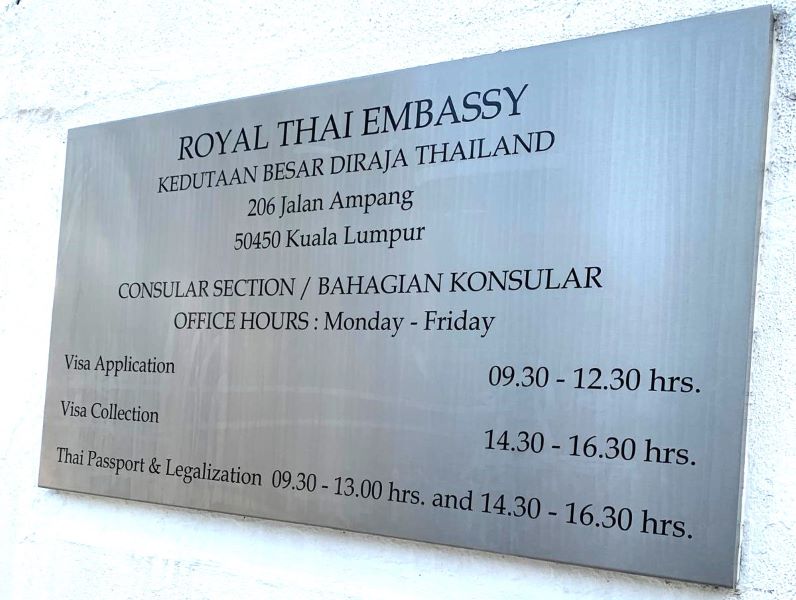 ROYAL THAI EMBASSY
KEDUTAAN BESAR DIRAJA THAILAND
206 Jalan Ampang
50450 Kuala Lumpur
CONSULAR SECTION / BAHAGIAN KONSULAR
OFFICE HOURS : Monday - Friday
Visa Application 09.30 - 12.30 hrs.
Visa Collection 14.30 - 16.30 hrs.
Thai Passport & Legalization 09.30 - 13.00 hrs. and 14.30 - 16.30 hrs.